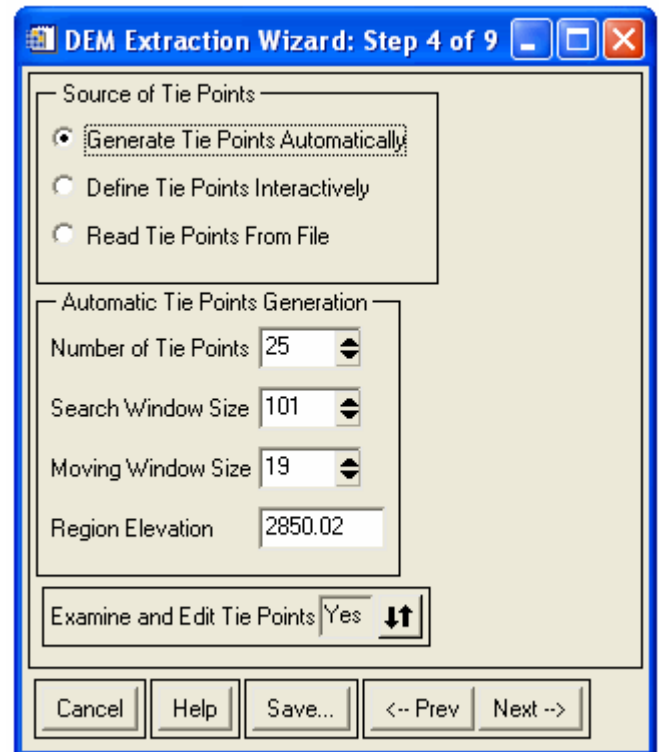 DEM Extraction Wizard: Step 4 of 9
Source of Tie Points
Generate Tie Points Automatically
Define Tie Points Interactively
Read Tie Points From File
Automatic Tie Points Generation
Number of Tie Points 25
Search Window Size 101
Moving Window Size 19
Region Elevation 2850.02
Examine and Edit Tie Points Yes
Cancel Help Save... <-- Prev Next -->